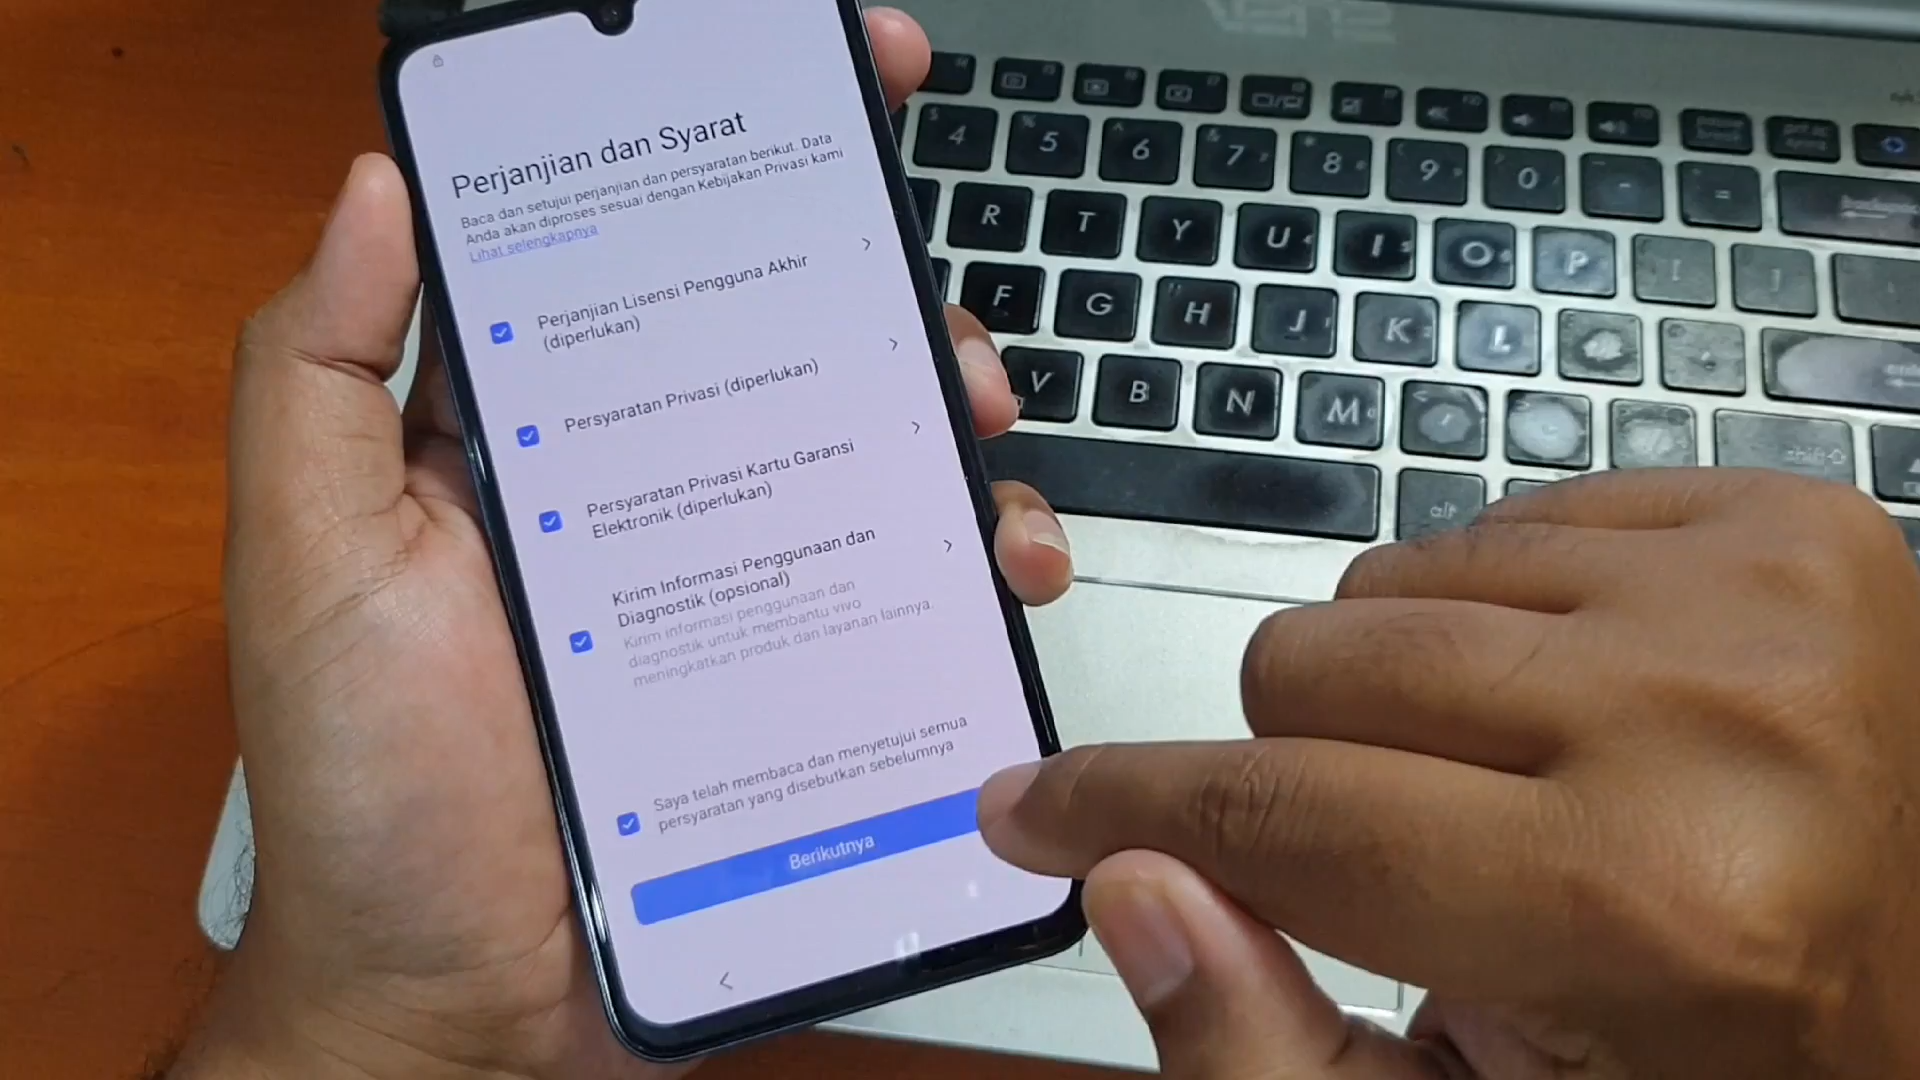 Perjanjian dan Syarat
Baca dan setujui perjanjian dan persyaratan berikut. Data
Anda akan diproses sesuai dengan Kebijakan Privasi kami
Lihat selengkapnya
Perjanjian Lisensi Pengguna Akhir
(diperlukan)
Persyaratan Privasi (diperlukan)
Persyaratan Privasi Kartu Garansi
Elektronik (diperlukan)
Kirim Informasi Penggunaan dan
Diagnostik (opsional)
Kirim informasi penggunaan dan
diagnostik untuk membantu vivo
meningkatkan produk dan layanan lainnya.
Saya telah membaca dan menyetujui semua
persyaratan yang disebutkan sebelumnya
Berikutnya
$ 4 % 5 ^ 6 & 7 * 8 ( 9 ) 0 - =
R T Y U I O P [ ]
F G H J K L
V B N M
shift
alt